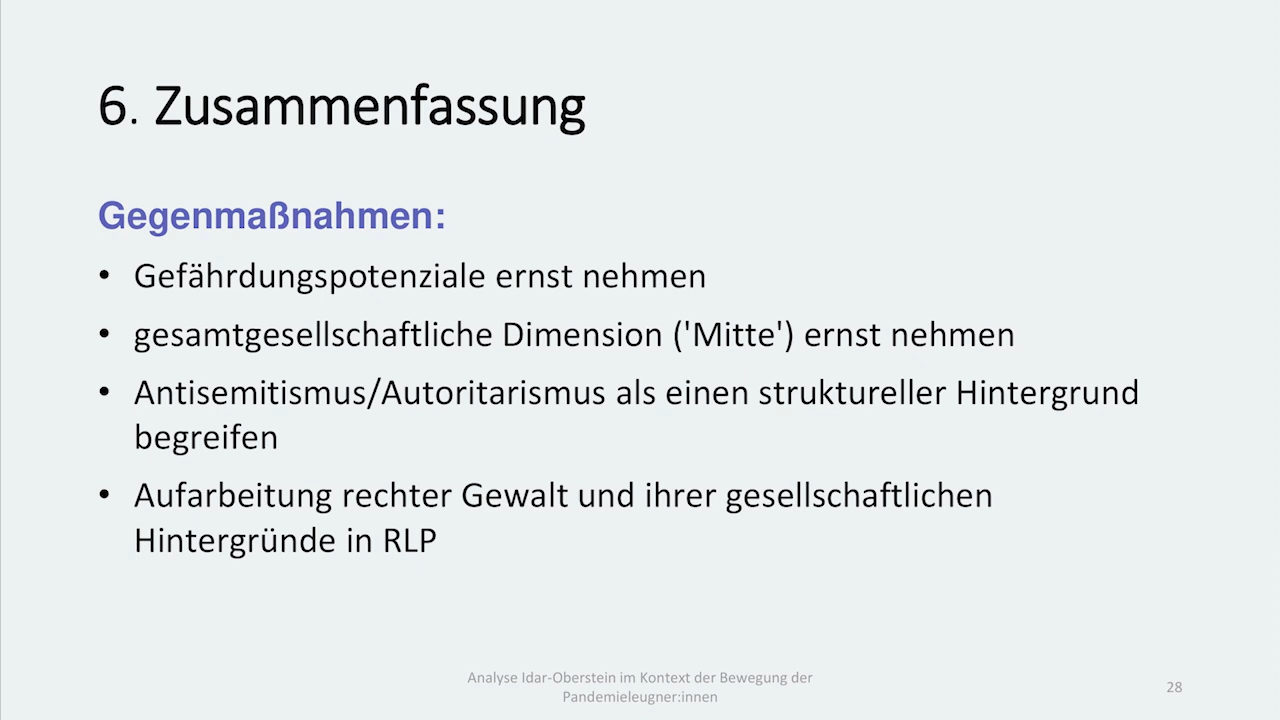 6. Zusammenfassung
Gegenmaßnahmen:
• Gefährdungspotenziale ernst nehmen
• gesamtgesellschaftliche Dimension ('Mitte') ernst nehmen
• Antisemitismus/Autoritarismus als einen struktureller Hintergrund
begreifen
• Aufarbeitung rechter Gewalt und ihrer gesellschaftlichen
Hintergründe in RLP
Analyse Idar-Oberstein im Kontext der Bewegung der
Pandemieleugner:innen
28